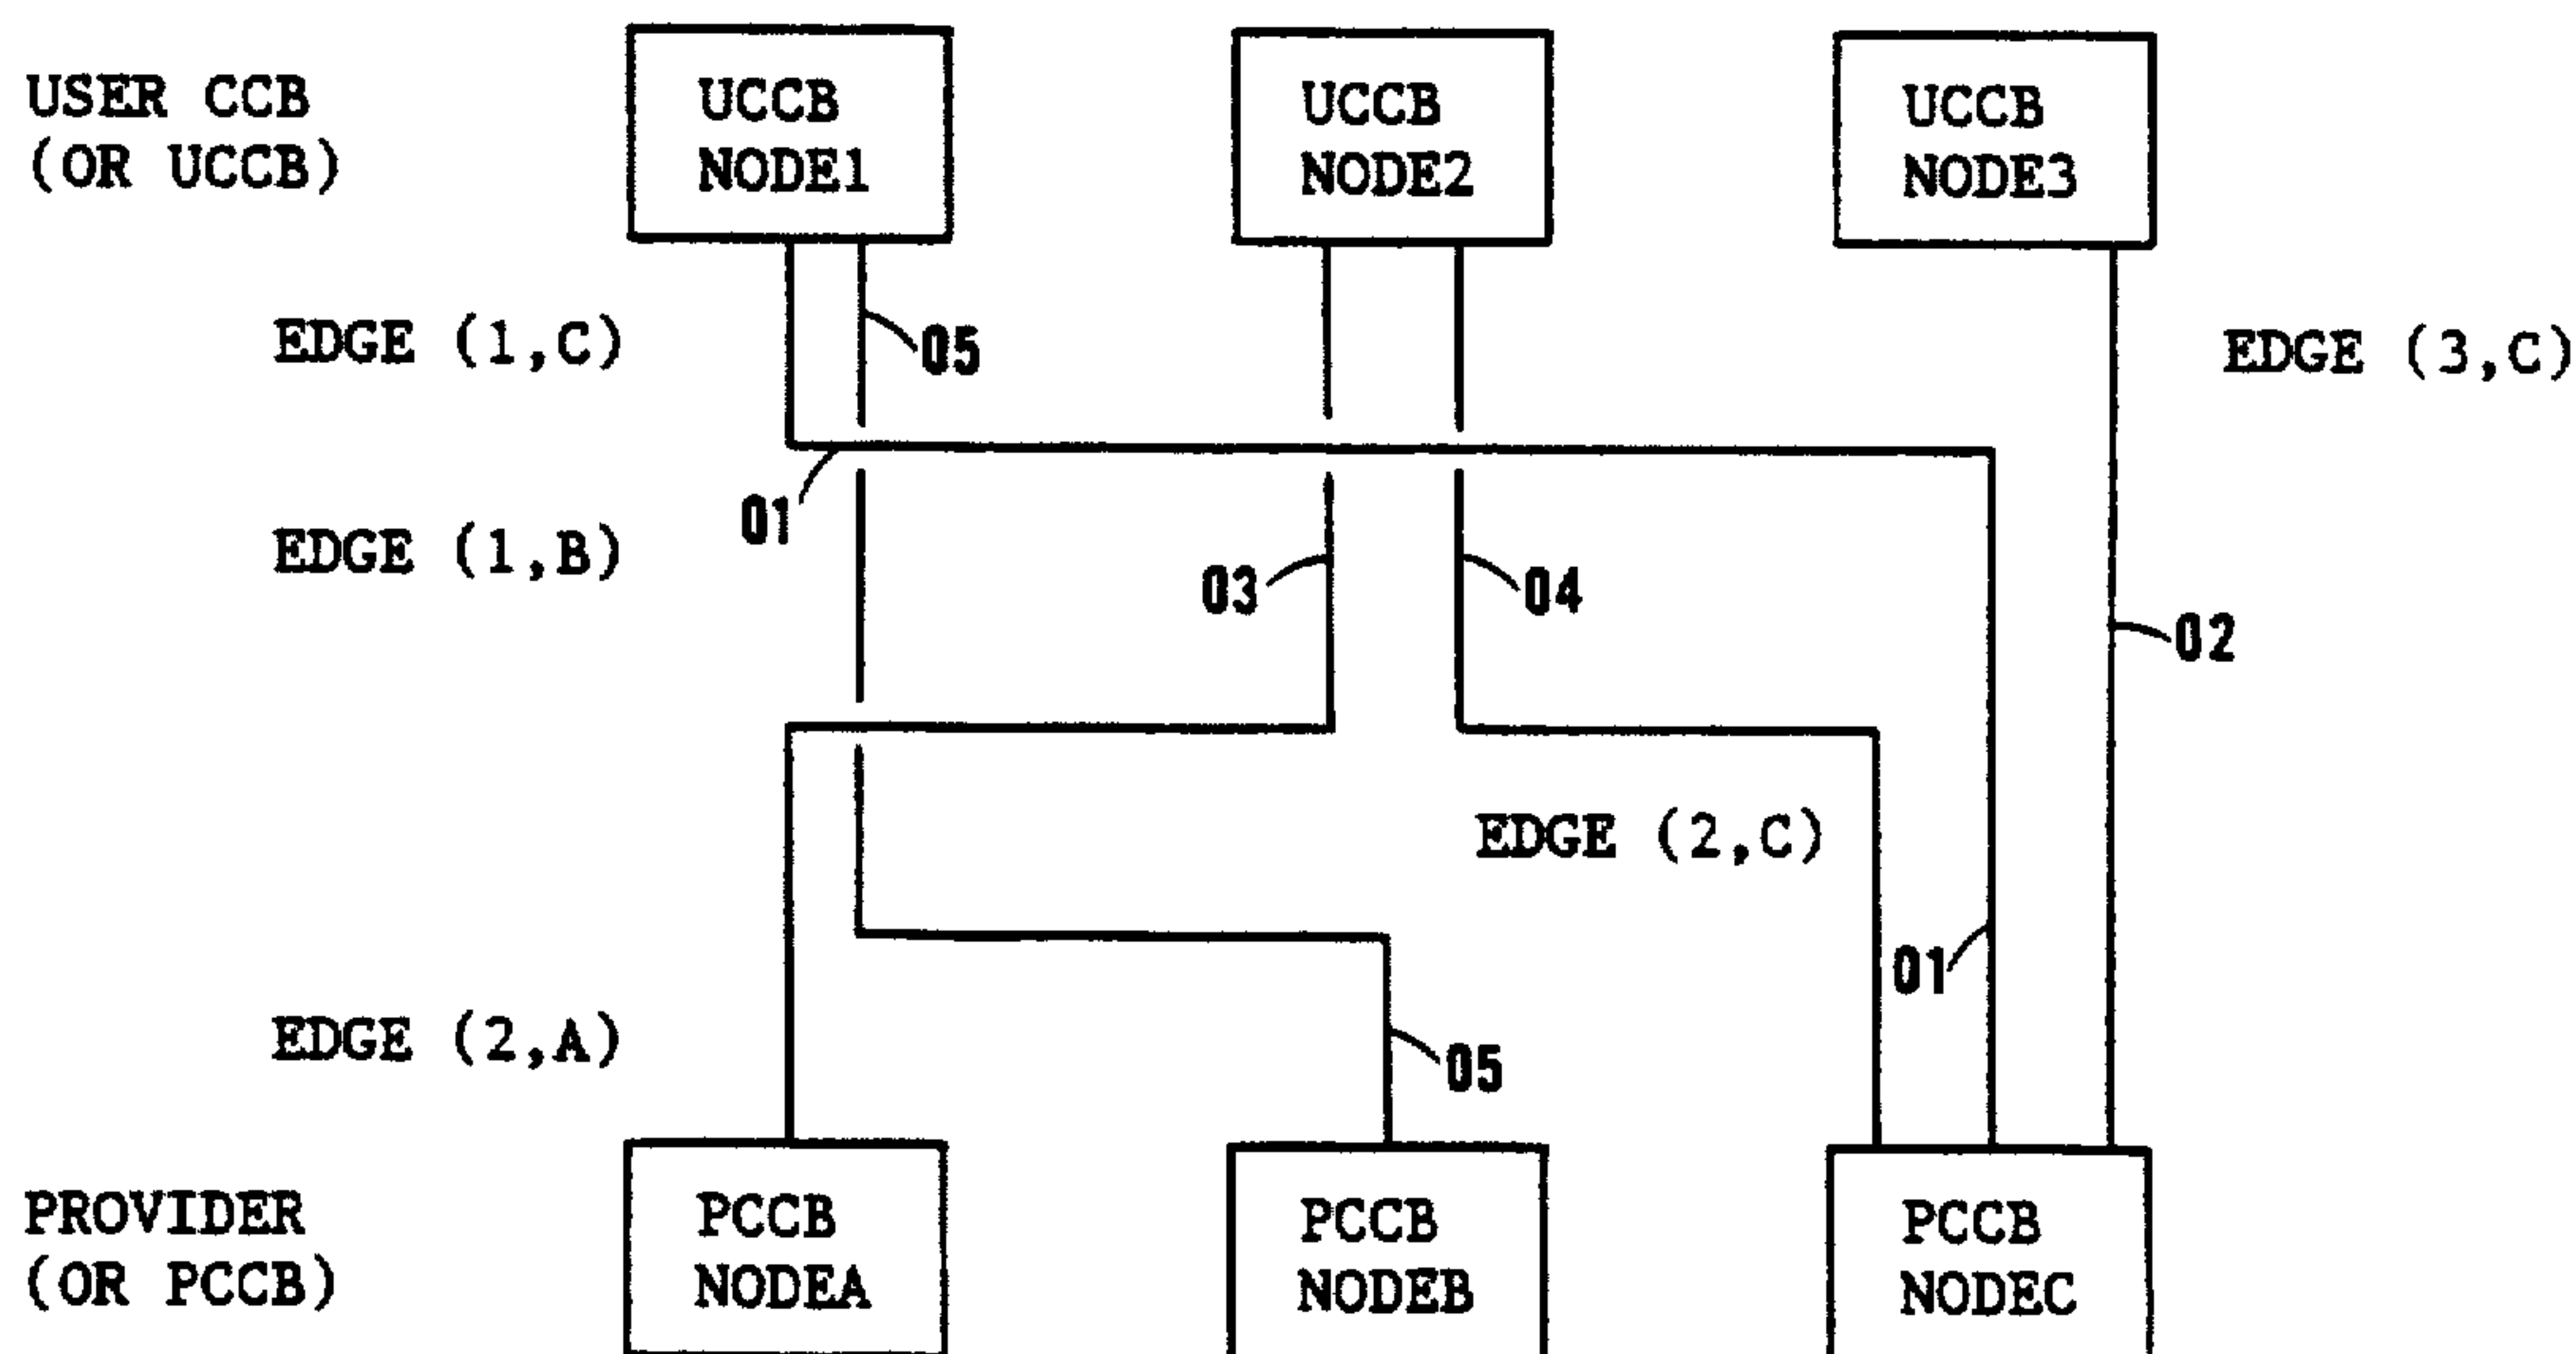 USER CCB
(OR UCCB)
UCCB
NODE1
UCCB
NODE2
UCCB
NODE3
EDGE (1,C)
05
EDGE (3,C)
01
EDGE (1,B)
03
04
02
EDGE (2,C)
01
EDGE (2,A)
05
PROVIDER
(OR PCCB)
PCCB
NODEA
PCCB
NODEB
PCCB
NODEC